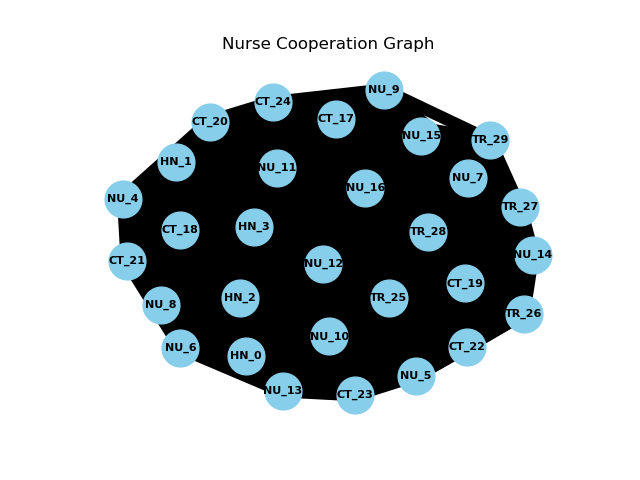 Nurse Cooperation Graph
NU_9
CT_24
CT_17
CT_20
NU_15
TR_29
HN_1
NU_11
NU_7
NU_16
NU_4
TR_27
HN_3
CT_18
TR_28
NU_14
CT_21
NU_12
CT_19
HN_2
TR_25
NU_8
TR_26
NU_10
CT_22
NU_6
HN_0
NU_5
NU_13
CT_23